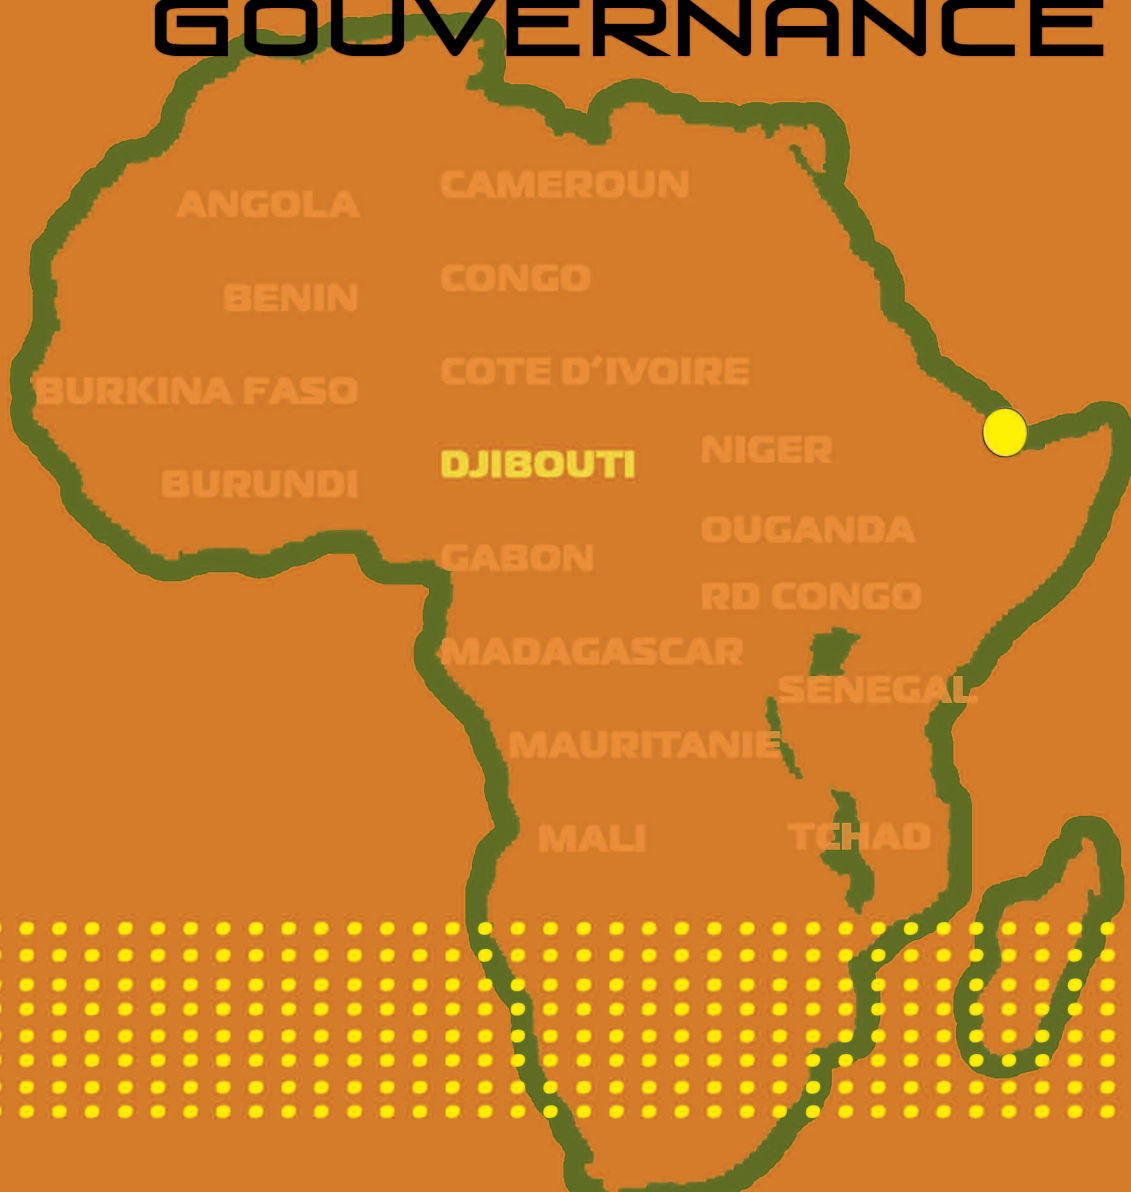 GOUVERNANCE
ANGOLA
BENIN
BURKINA FASO
BURUNDI
CAMEROUN
CONGO
COTE D’IVOIRE
DJIBOUTI
GABON
MADAGASCAR
MAURITANIE
MALI
NIGER
OUGANDA
RD CONGO
SENEGAL
TCHAD